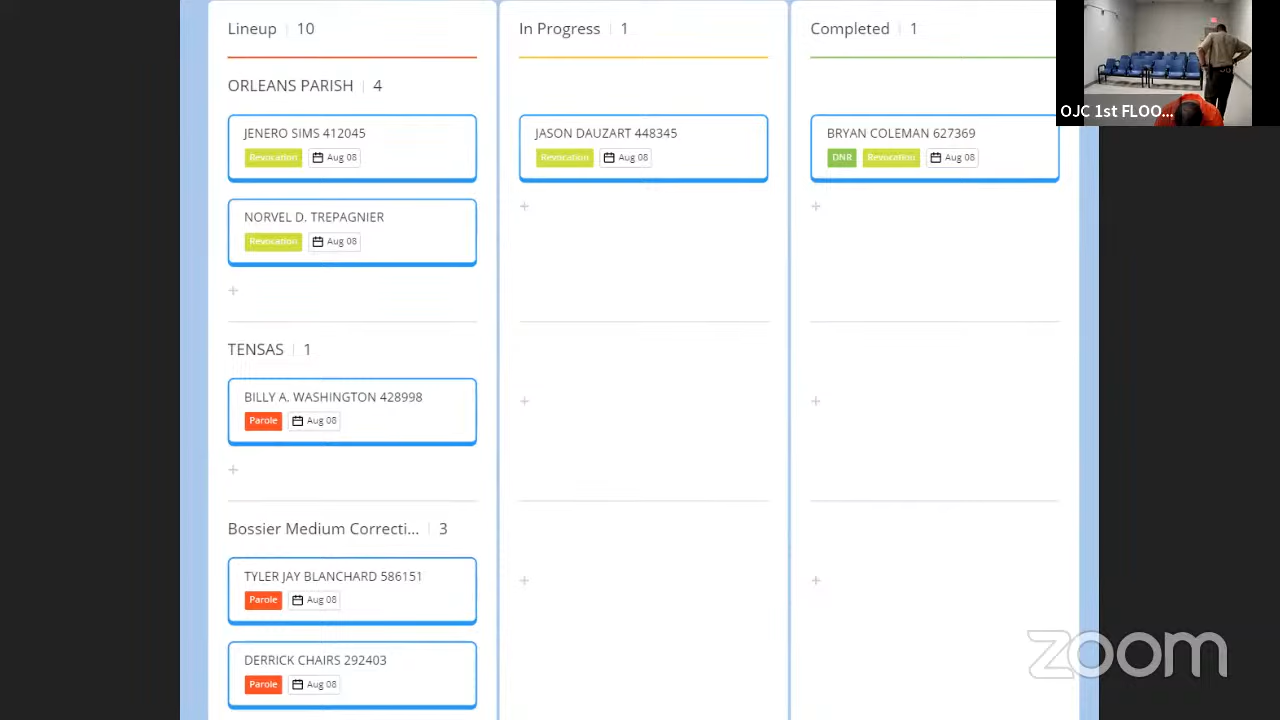 Lineup | 10
In Progress | 1
Completed | 1
OJC 1st FLOO...
ORLEANS PARISH | 4
JENERO SIMS 412045
Revocation Aug 08
JASON DAUZART 448345
Revocation Aug 08
BRYAN COLEMAN 627369
DNR Revocation Aug 08
NORVEL D. TREPAGNIER
Revocation Aug 08
TENSAS | 1
BILLY A. WASHINGTON 428998
Parole Aug 08
Bossier Medium Correcti... | 3
TYLER JAY BLANCHARD 586151
Parole Aug 08
DERRICK CHAIRS 292403
Parole Aug 08
zoom